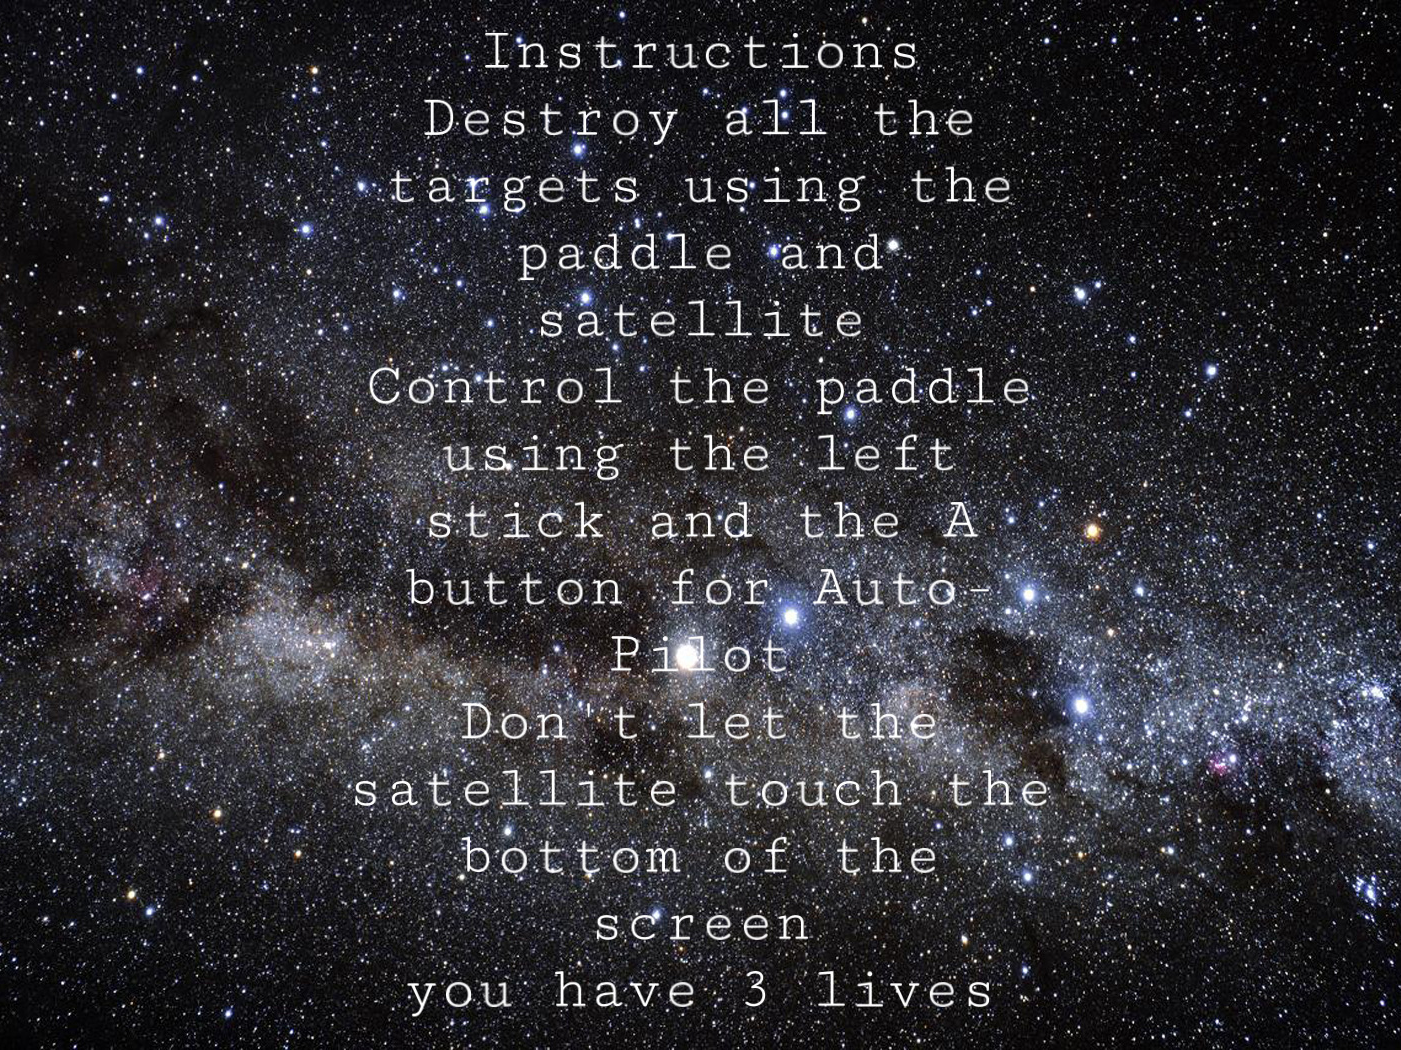 Instructions
Destroy all the
targets using the
paddle and
satellite
Control the paddle
using the left
stick and the A
button for Auto-
Pilot
Don't let the
satellite touch the
bottom of the
screen
you have 3 lives